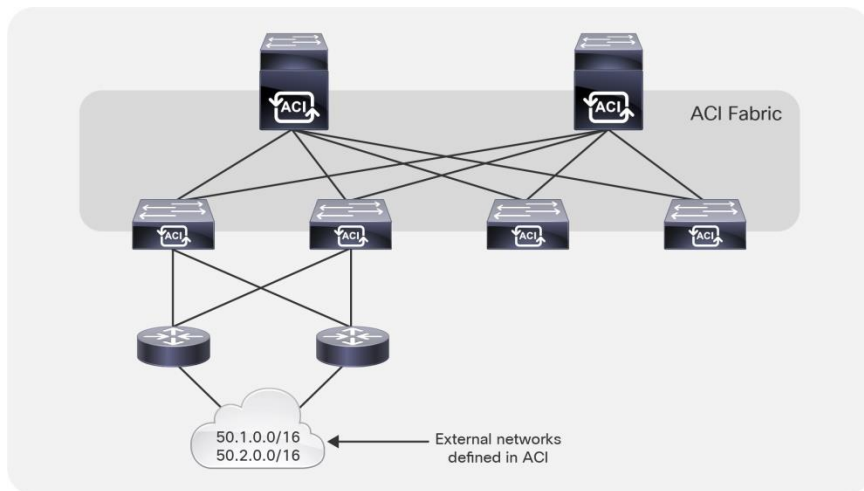 ACI
ACI
ACI Fabric
ACI
ACI
ACI
ACI
50.1.0.0/16
50.2.0.0/16
External networks
defined in ACI